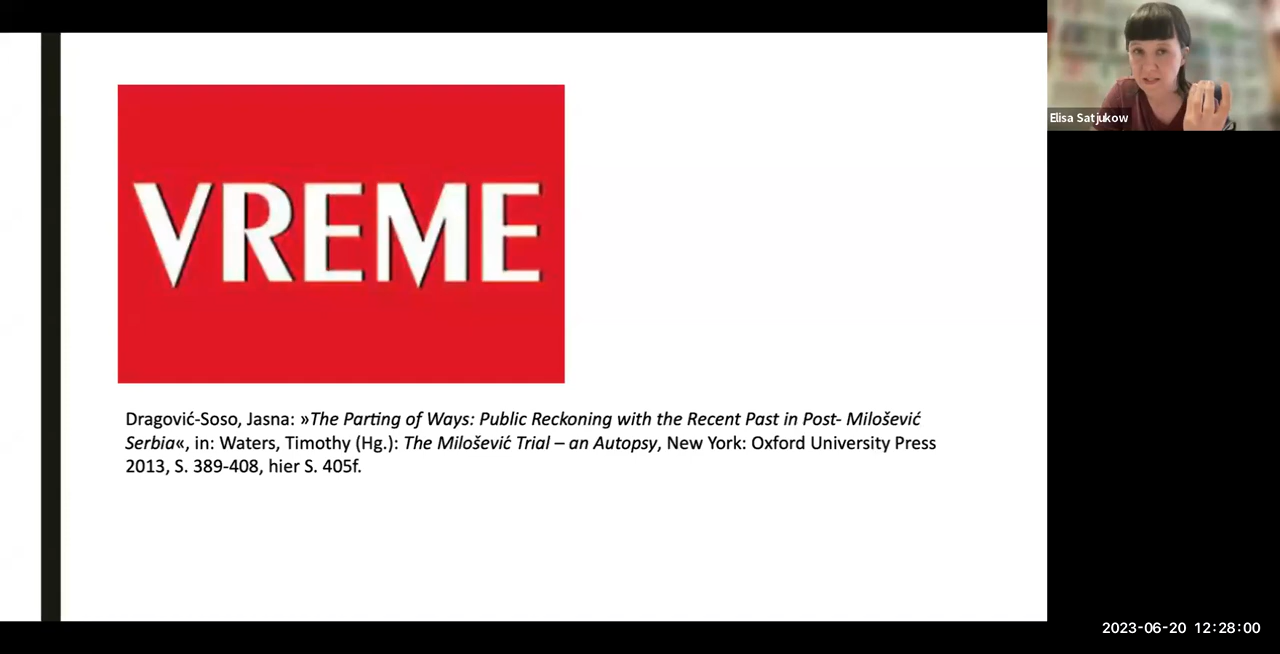 Elisa Satjukow
VREME
Dragović-Soso, Jasna: »The Parting of Ways: Public Reckoning with the Recent Past in Post- Milošević
Serbia«, in: Waters, Timothy (Hg.): The Milošević Trial – an Autopsy, New York: Oxford University Press
2013, S. 389-408, hier S. 405f.
2023-06-20 12:28:00